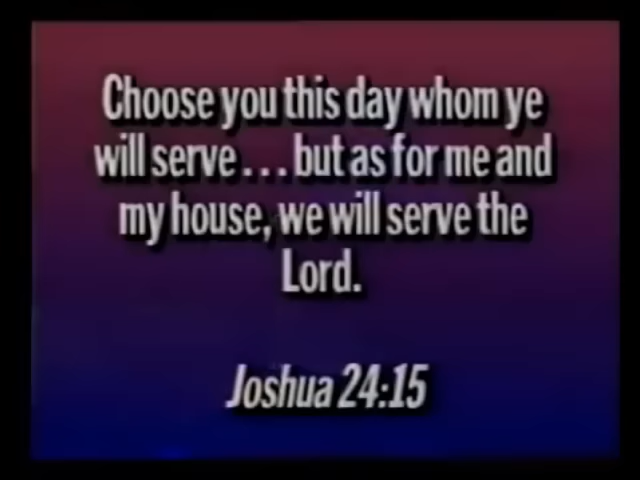 Choose you this day whom ye
will serve... but as for me and
my house, we will serve the
Lord.
Joshua 24:15